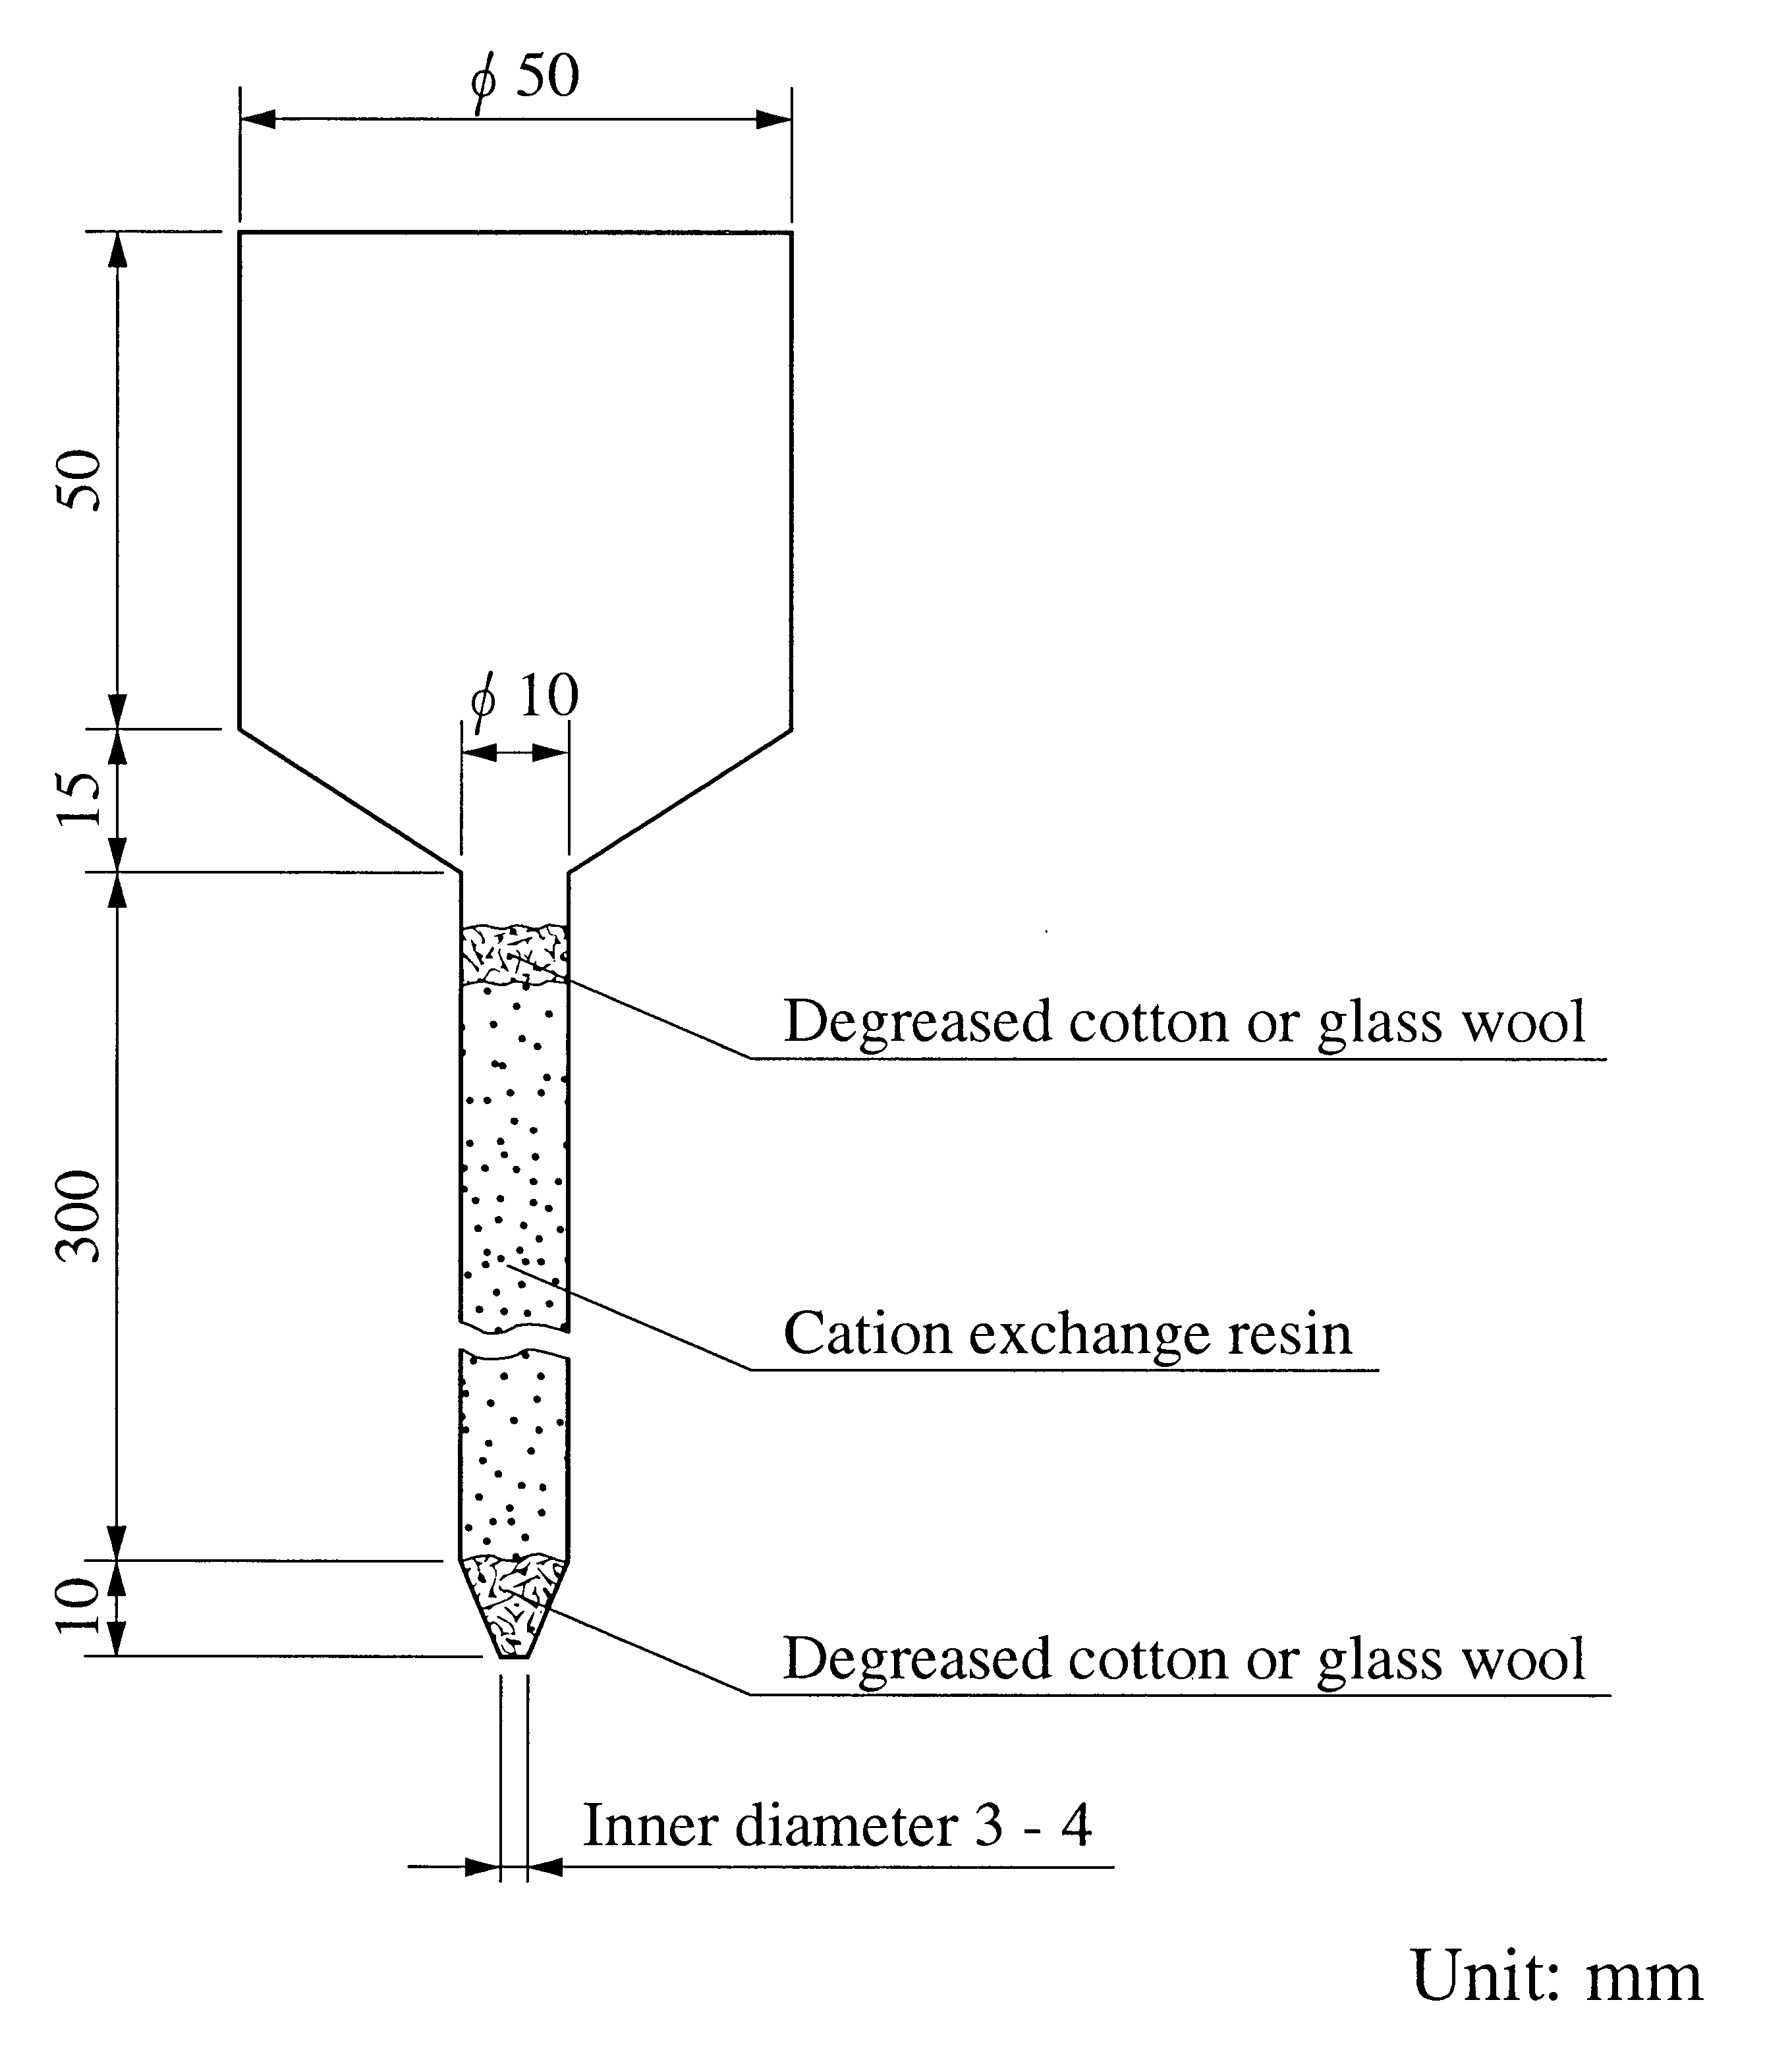 ϕ 50
50
ϕ 10
15
Degreased cotton or glass wool
300
Cation exchange resin
10
Degreased cotton or glass wool
Inner diameter 3 - 4
Unit: mm